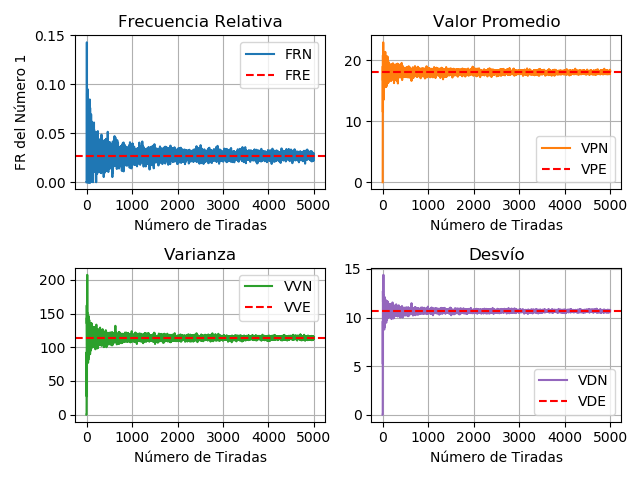 Frecuencia Relativa
FR del Número 1
0.15
0.10
0.05
0.00
FRN
FRE
0 1000 2000 3000 4000 5000
Número de Tiradas
Valor Promedio
20
10
0
VPN
VPE
0 1000 2000 3000 4000 5000
Número de Tiradas
Varianza
200
150
100
50
0
VVN
VVE
0 1000 2000 3000 4000 5000
Número de Tiradas
Desvío
15
10
5
0
VDN
VDE
0 1000 2000 3000 4000 5000
Número de Tiradas